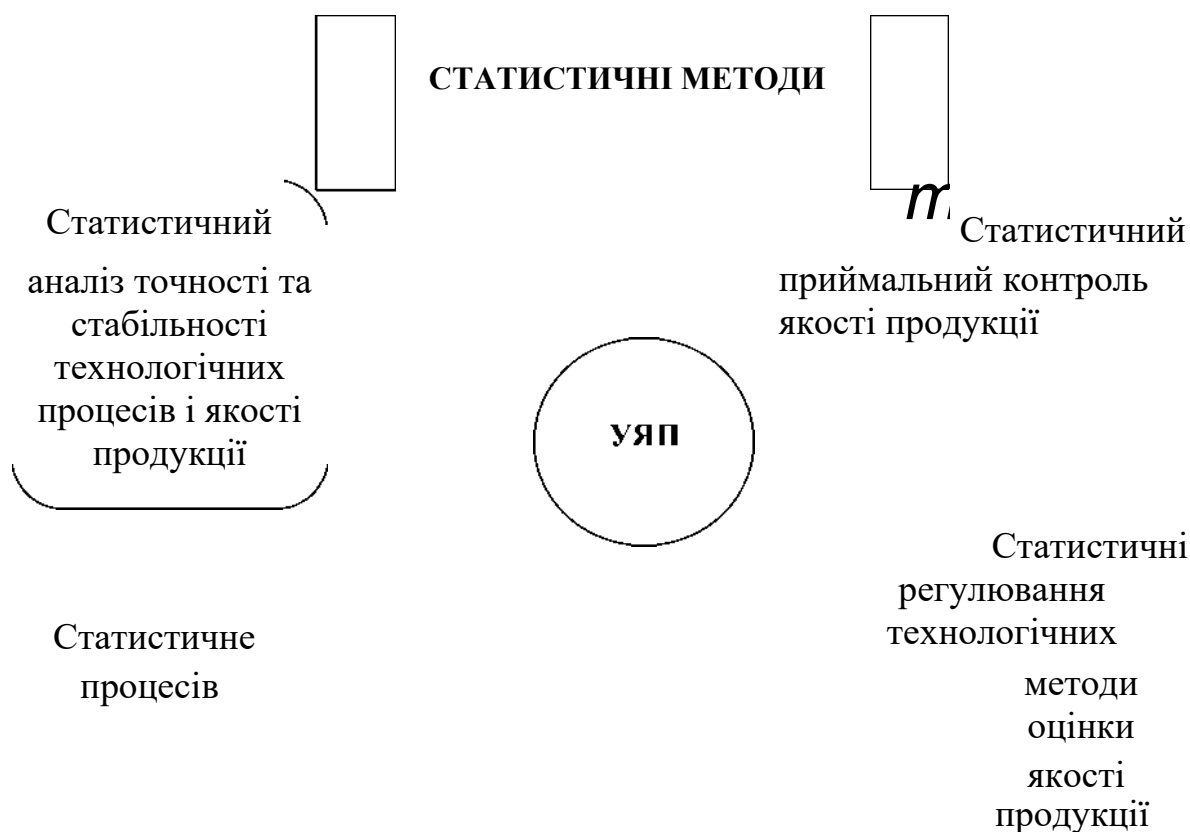 СТАТИСТИЧНІ МЕТОДИ
Статистичний
аналіз точності та
стабільності
технологічних
процесів і якості
продукції
m
Статистичний
приймальний контроль
якості продукції
УЯП
Статистичне
процесів
Статистичні
регулювання
технологічних
методи
оцінки
якості
продукції